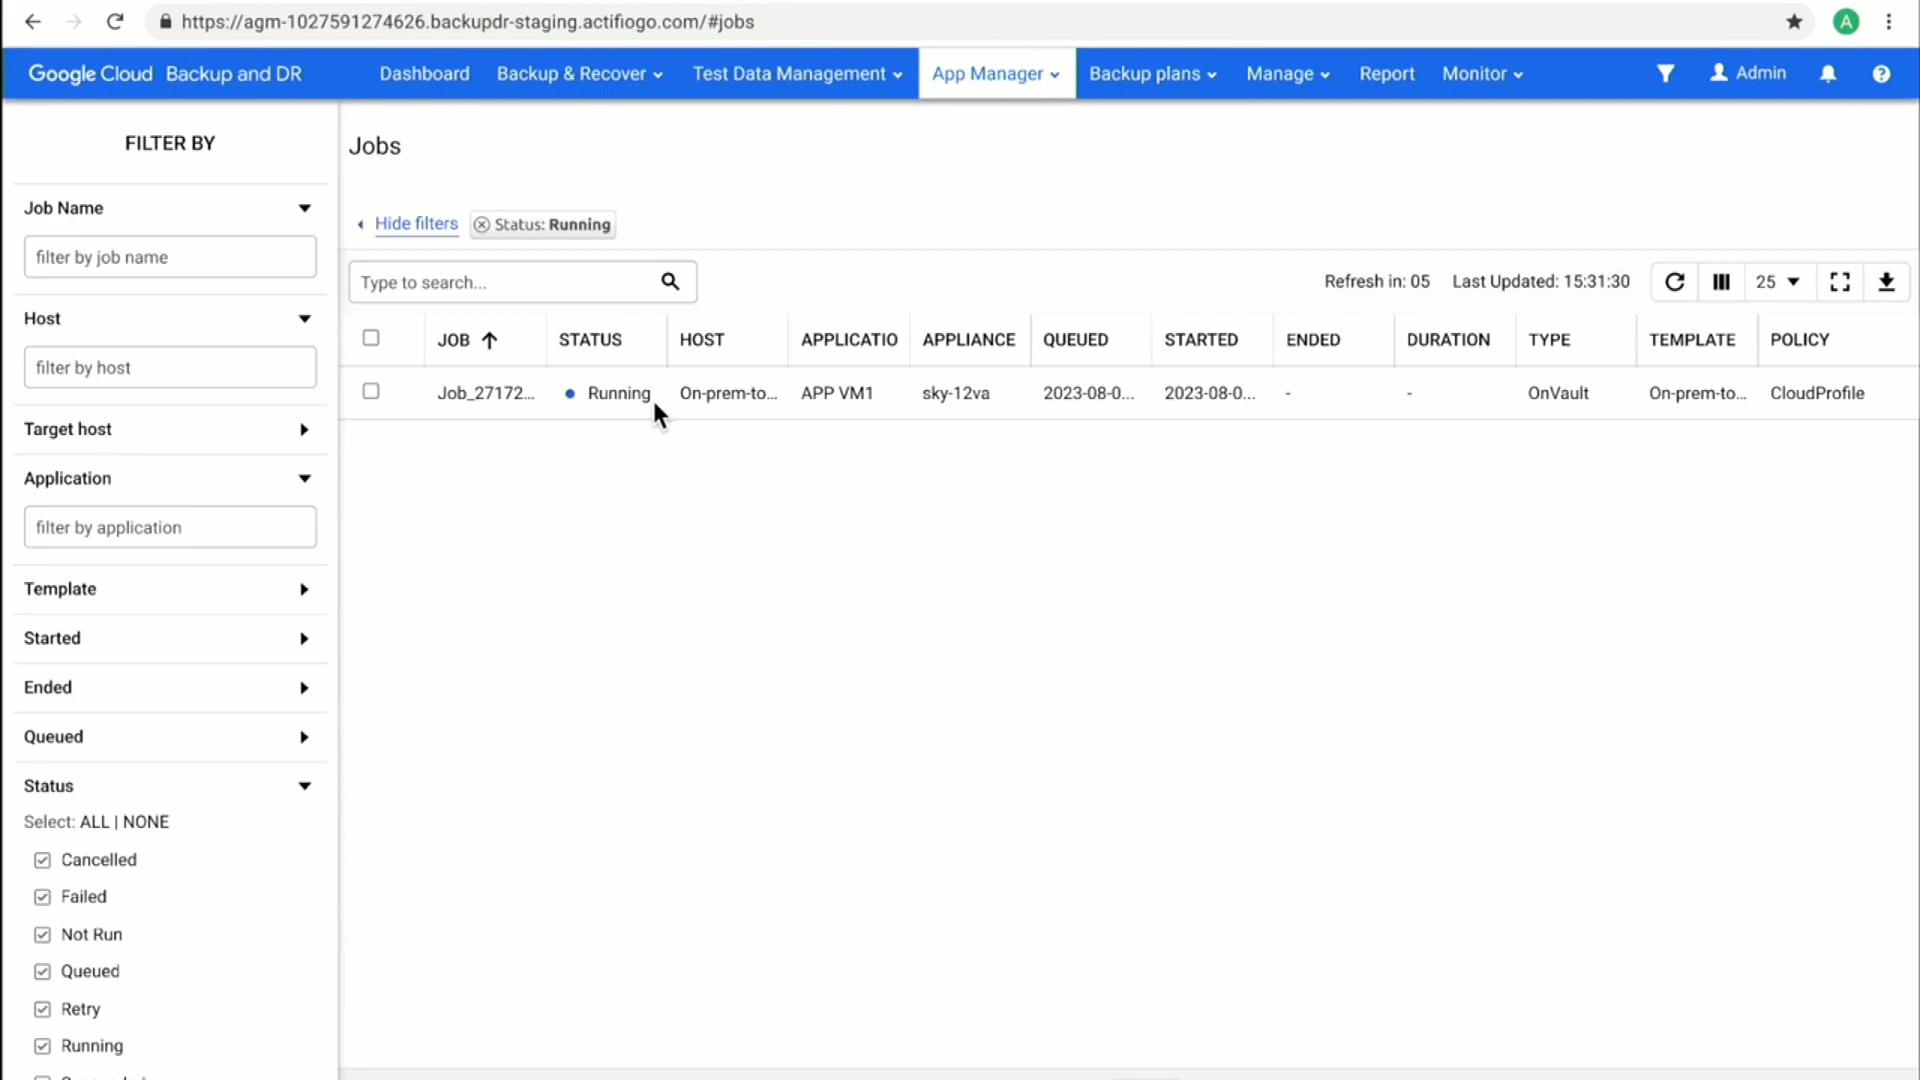 https://agm-1027591274626.backupdr-staging.actifiogo.com/#jobs
A
Google Cloud Backup and DR
Dashboard
Backup & Recover
Test Data Management
App Manager
Backup plans
Manage
Report
Monitor
Admin
FILTER BY
Job Name
filter by job name
Host
filter by host
Target host
Application
filter by application
Template
Started
Ended
Queued
Status
Select: ALL | NONE
Cancelled
Failed
Not Run
Queued
Retry
Running
Jobs
Hide filters
Status: Running
Type to search...
Refresh in: 05 Last Updated: 15:31:30
25
JOB STATUS HOST APPLICATIO APPLIANCE QUEUED STARTED ENDED DURATION TYPE TEMPLATE POLICY
Job_27172... Running On-prem-to... APP VM1 sky-12va 2023-08-0... 2023-08-0... - - OnVault On-prem-to... CloudProfile